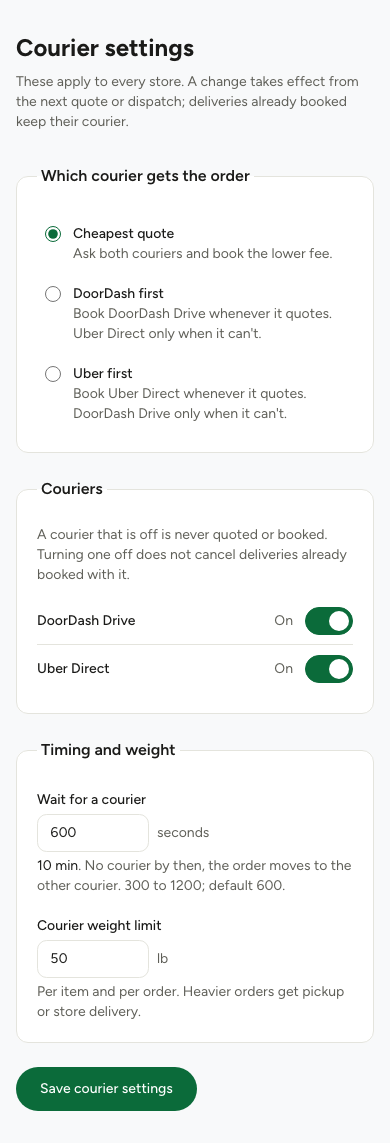 Courier settings
These apply to every store. A change takes effect from
the next quote or dispatch; deliveries already booked
keep their courier.
Which courier gets the order
Cheapest quote
Ask both couriers and book the lower fee.
DoorDash first
Book DoorDash Drive whenever it quotes.
Uber Direct only when it can't.
Uber first
Book Uber Direct whenever it quotes.
DoorDash Drive only when it can't.
Couriers
A courier that is off is never quoted or booked.
Turning one off does not cancel deliveries already
booked with it.
DoorDash Drive On
Uber Direct On
Timing and weight
Wait for a courier
600 seconds
10 min. No courier by then, the order moves to the
other courier. 300 to 1200; default 600.
Courier weight limit
50 lb
Per item and per order. Heavier orders get pickup
or store delivery.
Save courier settings